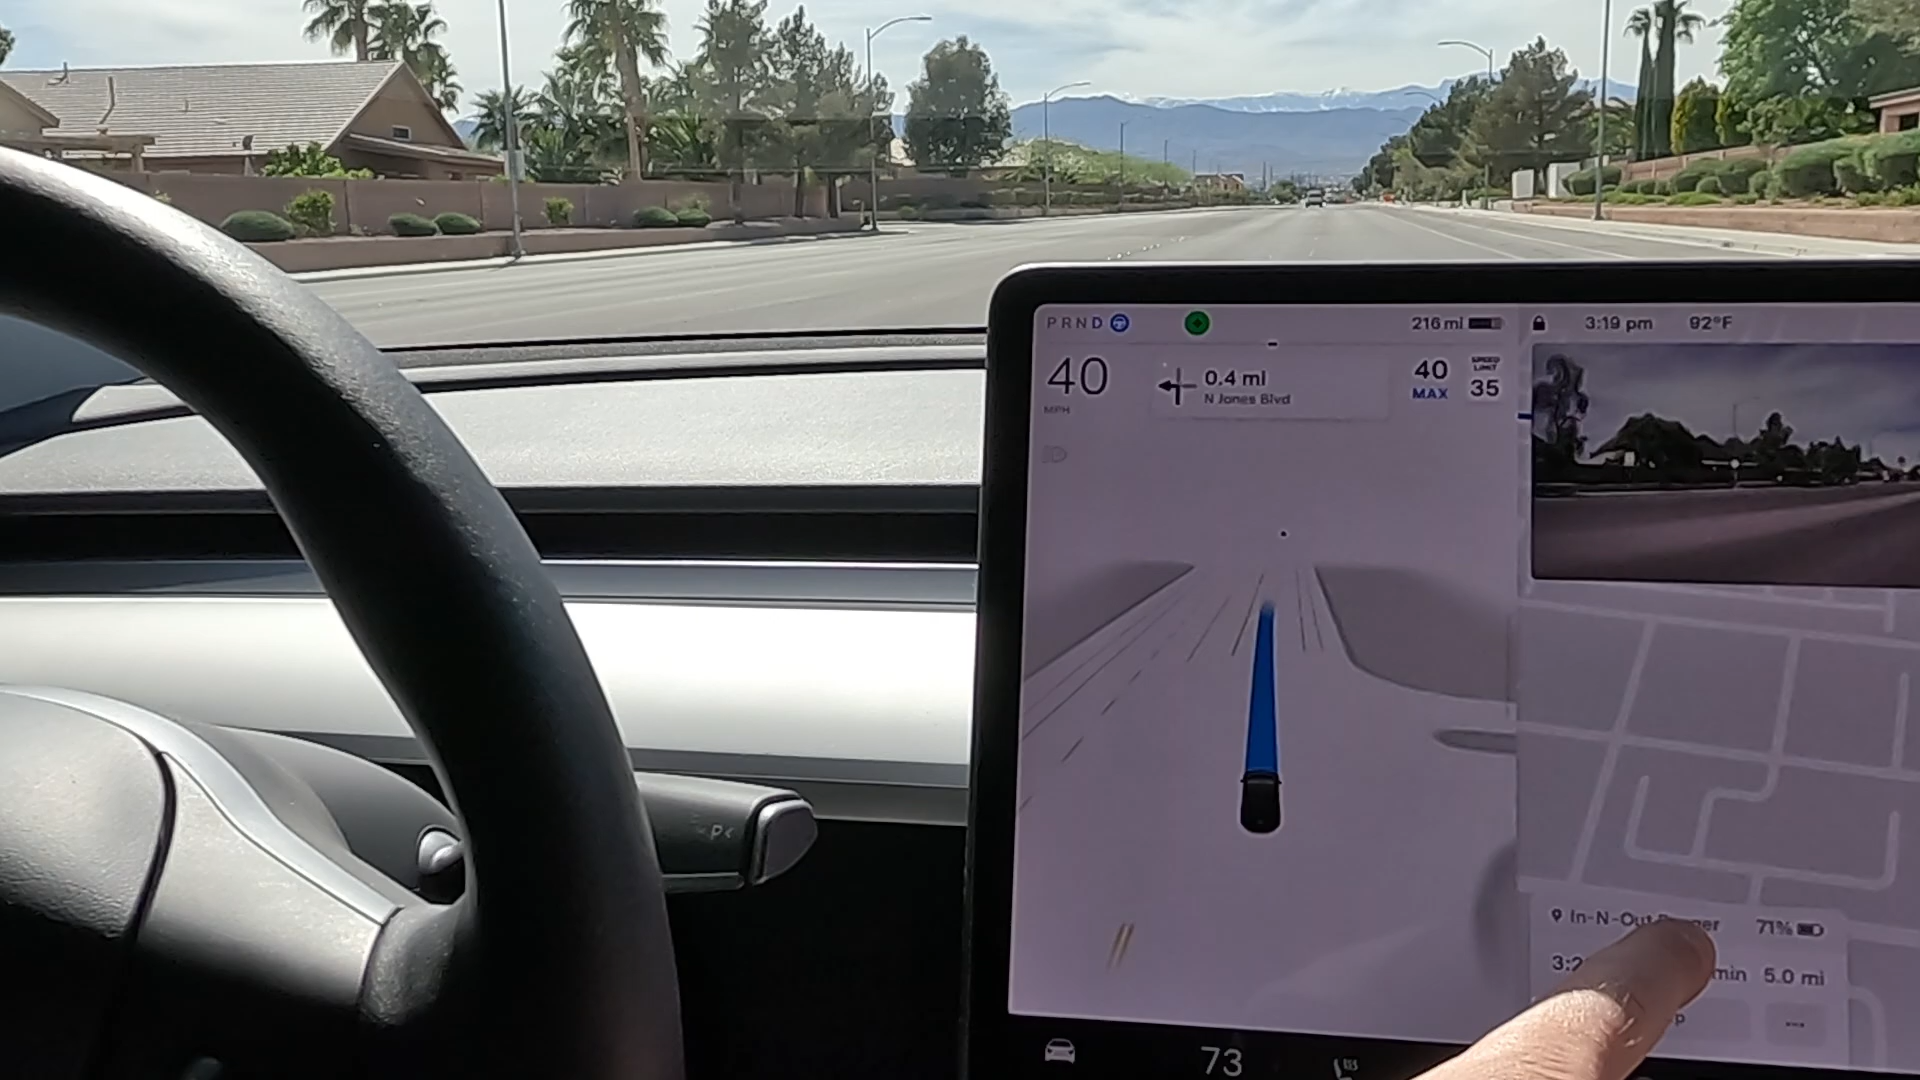 PRND
216 mi
3:19 pm
92°F
40
MPH
0.4 mi
N Jones Blvd
40
MAX
SPEED
LIMIT
35
P
In-N-Out
71%
min
5.0 mi
73